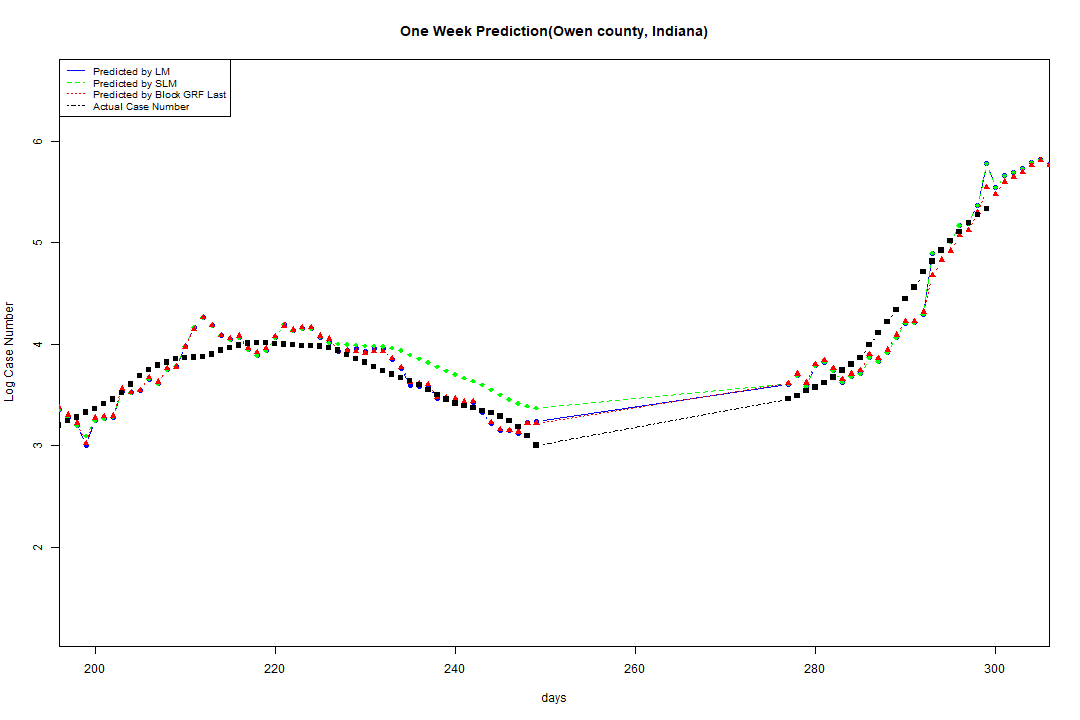 One Week Prediction(Owen county, Indiana)
Predicted by LM
Predicted by SLM
Predicted by Block GRF Last
Actual Case Number
Log Case Number
6
5
4
3
2
200 220 240 260 280 300
days